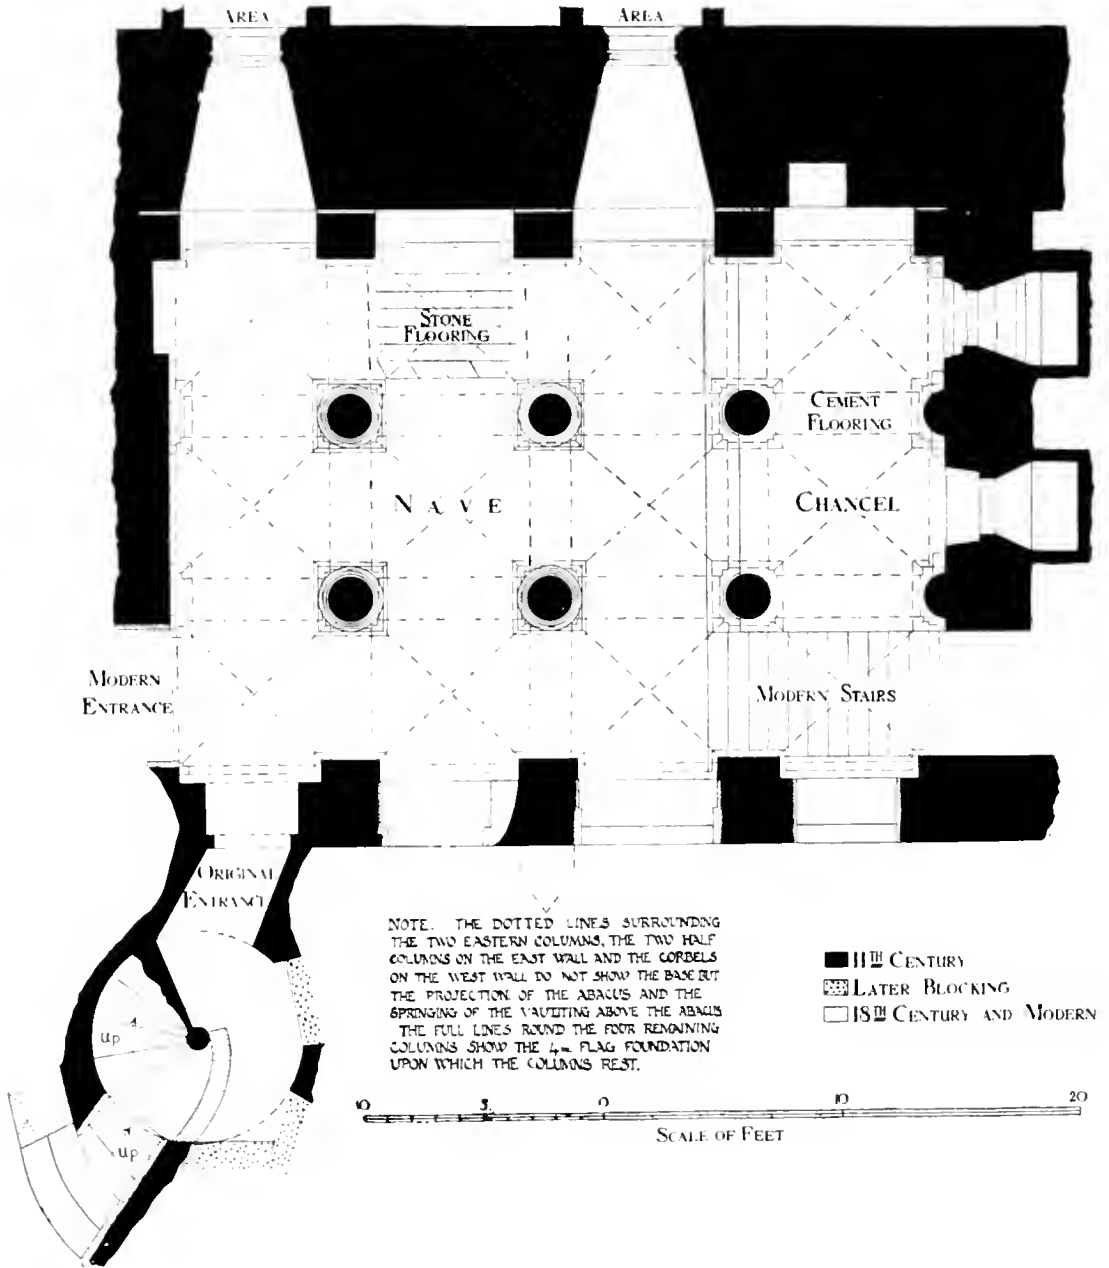 AREA
AREA
STONE
FLOORING
CEMENT
FLOORING
NAVE
CHANCEL
MODERN
ENTRANCE
MODERN STAIRS
ORIGINAL
ENTRANCE
NOTE. THE DOTTED LINES SURROUNDING
THE TWO EASTERN COLUMNS, THE TWO HALF
COLUMNS ON THE EAST WALL AND THE CORBELS
ON THE WEST WALL DO NOT SHOW THE BASE BUT
THE PROJECTION OF THE ABACUS AND THE
SPRINGING OF THE VAULTING ABOVE THE ABACUS
THE FULL LINES ROUND THE FOUR REMAINING
COLUMNS SHOW THE 4in FLAG FOUNDATION
UPON WHICH THE COLUMNS REST.
11TH CENTURY
LATER BLOCKING
18TH CENTURY AND MODERN
up
up
10 5 0 10 20
SCALE OF FEET